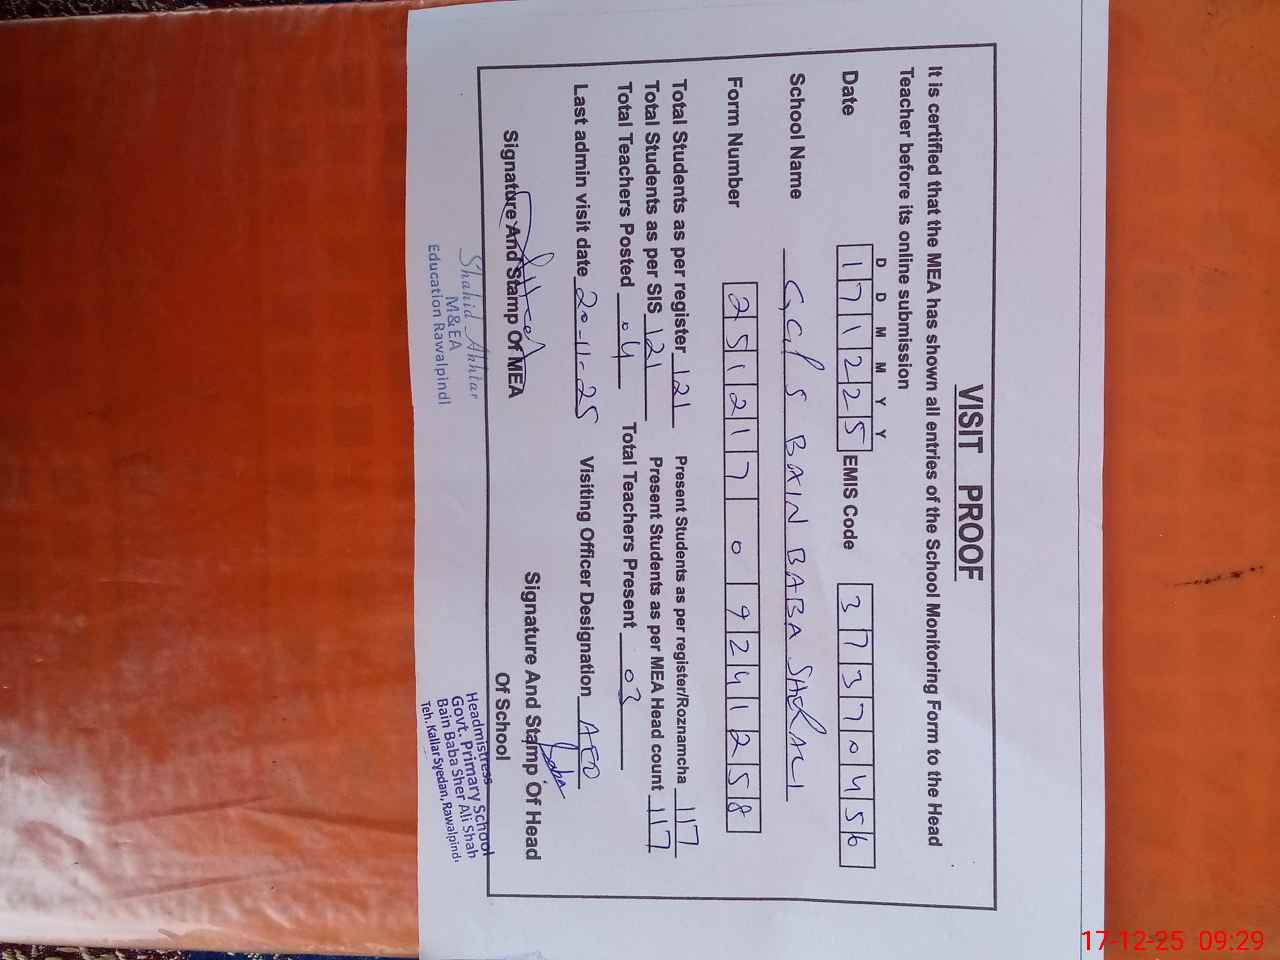 VISIT PROOF
It is certified that the MEA has shown all entries of the School Monitoring Form to the Head
Teacher before its online submission
D D M M Y Y
Date 1 7 1 2 2 5 EMIS Code 3 7 3 7 0 4 5 6
School Name GGPS BAIN BABA SHER ALI
Form Number 2 5 1 2 1 7 0 9 2 4 1 2 5 8
Total Students as per register 121 Present Students as per register/Roznamcha 117
Total Students as per SIS 121 Present Students as per MEA Head count 117
Total Teachers Posted 04 Total Teachers Present 03
Last admin visit date 20-11-25 Visiting Officer Designation AEO
Signature And Stamp Of MEA
Signature And Stamp Of Head
Of School
Shahid Akhtar
M&EA
Education Rawalpindi
Headmistress
Govt. Primary School
Bain Baba Sher Ali Shah
Teh. Kallar Syedan, Rawalpindi
17-12-25 09:29